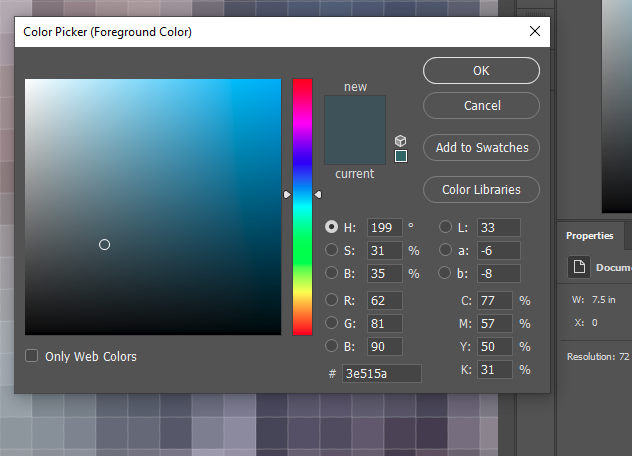 Color Picker (Foreground Color)
new
current
OK
Cancel
Add to Swatches
Color Libraries
H: 199 °
S: 31 %
B: 35 %
R: 62
G: 81
B: 90
# 3e515a
L: 33
a: -6
b: -8
C: 77 %
M: 57 %
Y: 50 %
K: 31 %
Only Web Colors
Properties
Docum
W: 7.5 in
X: 0
Resolution: 72